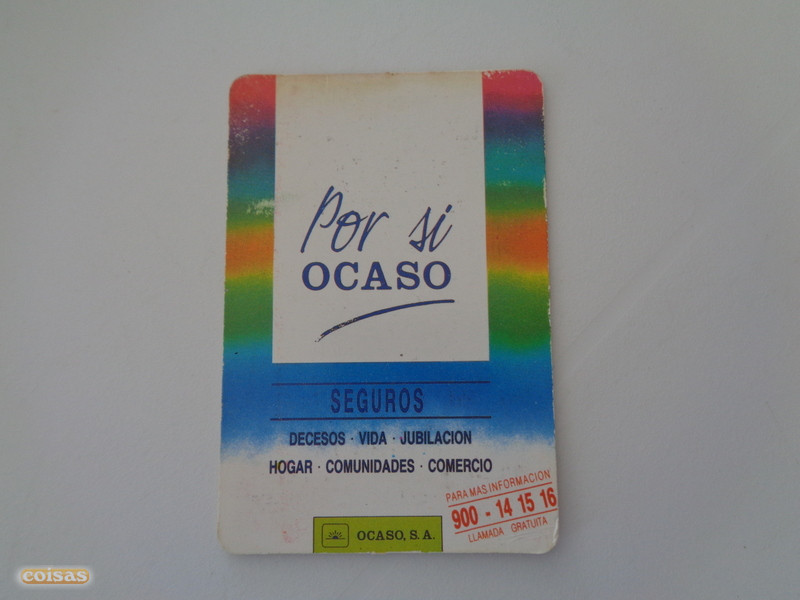 Por si
OCASO
SEGUROS
DECESOS · VIDA · JUBILACION
HOGAR · COMUNIDADES · COMERCIO
PARA MAS INFORMACION
900 - 14 15 16
LLAMADA GRATUITA
OCASO, S.A.
coisas